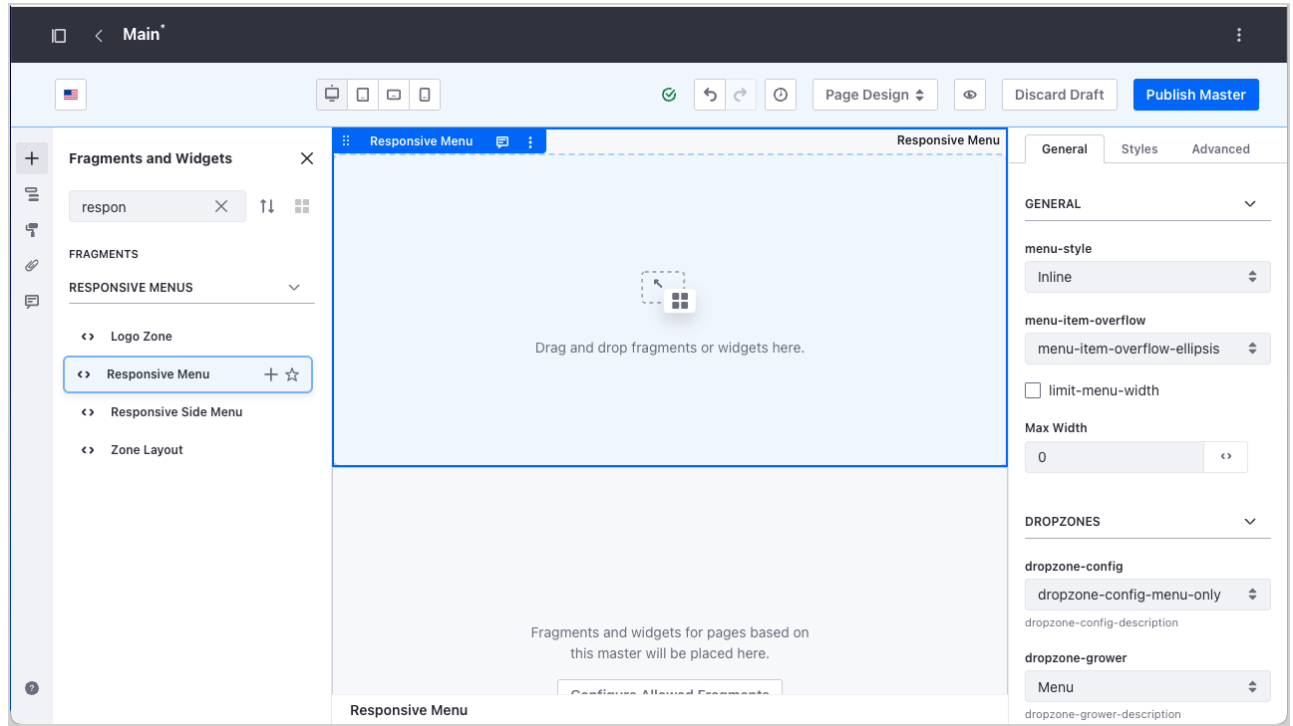 Main*
Page Design
Discard Draft
Publish Master
Fragments and Widgets
respon
FRAGMENTS
RESPONSIVE MENUS
Logo Zone
Responsive Menu
Responsive Side Menu
Zone Layout
Responsive Menu
Responsive Menu
Drag and drop fragments or widgets here.
Fragments and widgets for pages based on
this master will be placed here.
Configure Allowed Fragments
Responsive Menu
General
Styles
Advanced
GENERAL
menu-style
Inline
menu-item-overflow
menu-item-overflow-ellipsis
limit-menu-width
Max Width
0
DROPZONES
dropzone-config
dropzone-config-menu-only
dropzone-config-description
dropzone-grower
Menu
dropzone-grower-description